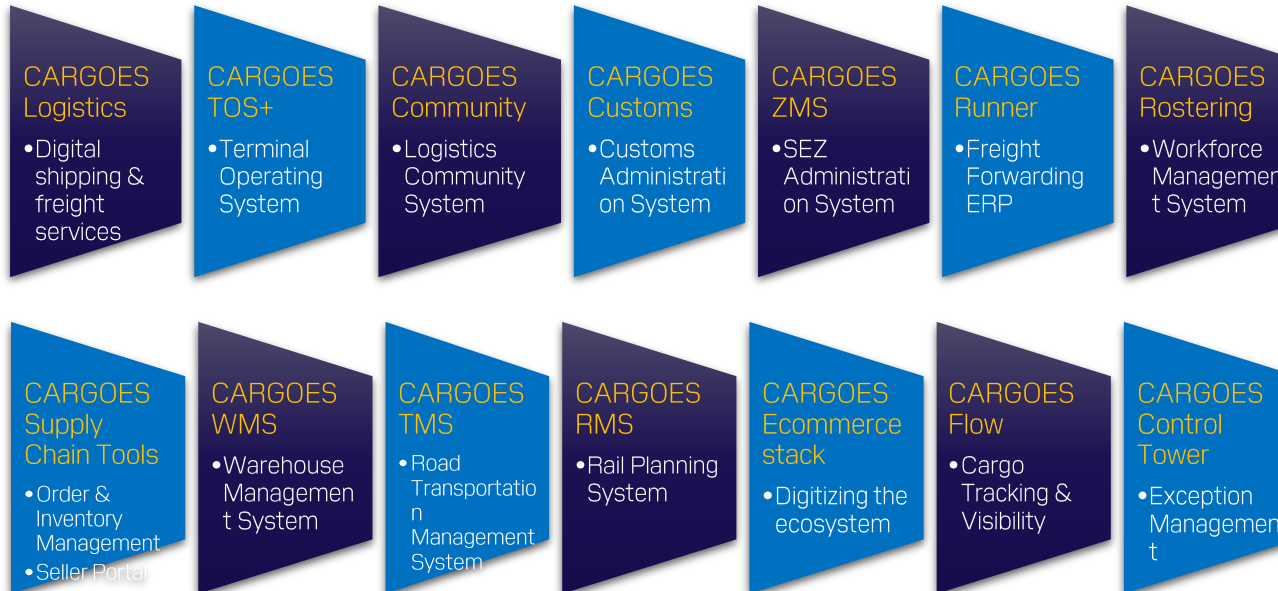 CARGOES
Logistics
•Digital
shipping &
freight
services
CARGOES
TOS+
•Terminal
Operating
System
CARGOES
Community
•Logistics
Community
System
CARGOES
Customs
•Customs
Administrati
on System
CARGOES
ZMS
•SEZ
Administrati
on System
CARGOES
Runner
•Freight
Forwarding
ERP
CARGOES
Rostering
•Workforce
Managemen
t System
CARGOES
Supply
Chain Tools
•Order &
Inventory
Management
•Seller Portal
CARGOES
WMS
•Warehouse
Managemen
t System
CARGOES
TMS
•Road
Transportatio
n
Management
System
CARGOES
RMS
•Rail Planning
System
CARGOES
Ecommerce
stack
•Digitizing the
ecosystem
CARGOES
Flow
•Cargo
Tracking &
Visibility
CARGOES
Control
Tower
•Exception
Managemen
t